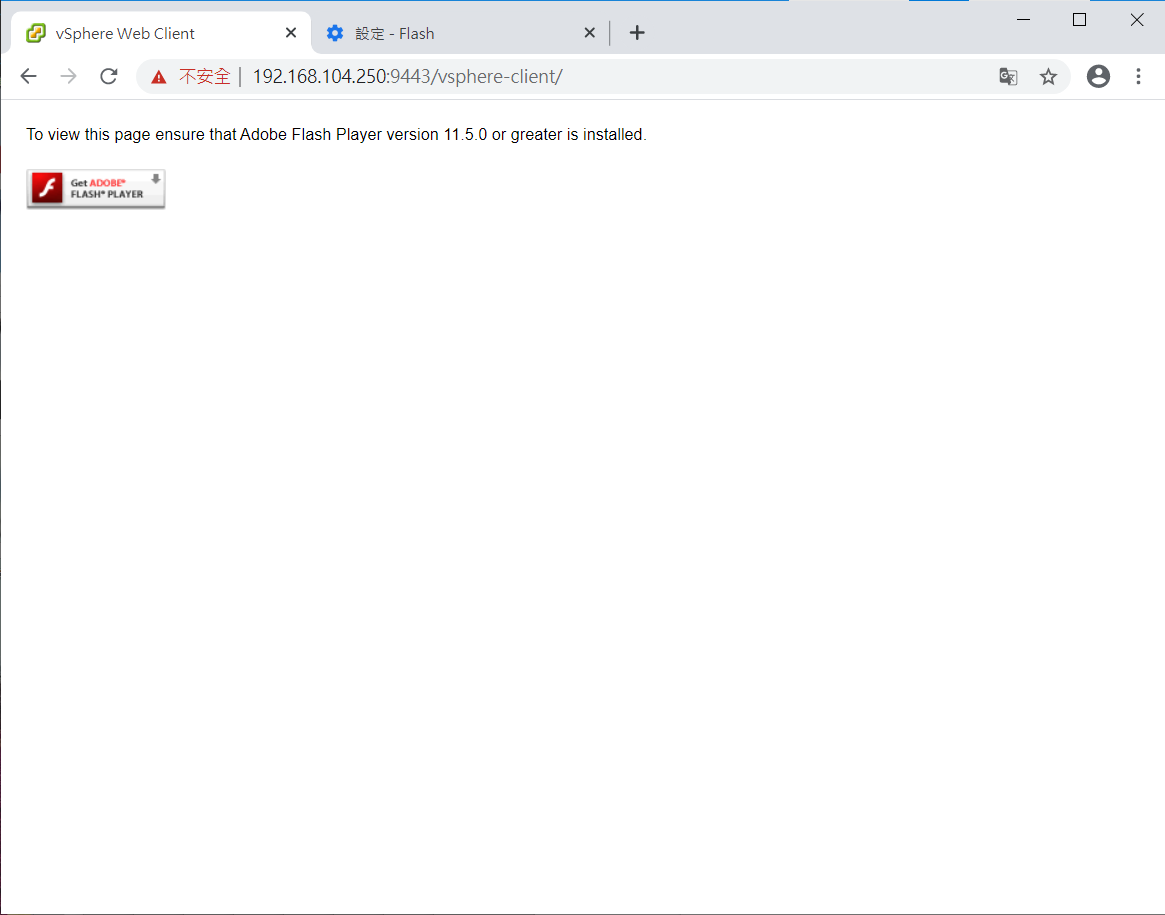 vSphere Web Client
設定 - Flash
不安全 | 192.168.104.250:9443/vsphere-client/
To view this page ensure that Adobe Flash Player version 11.5.0 or greater is installed.
Get ADOBE®
FLASH® PLAYER